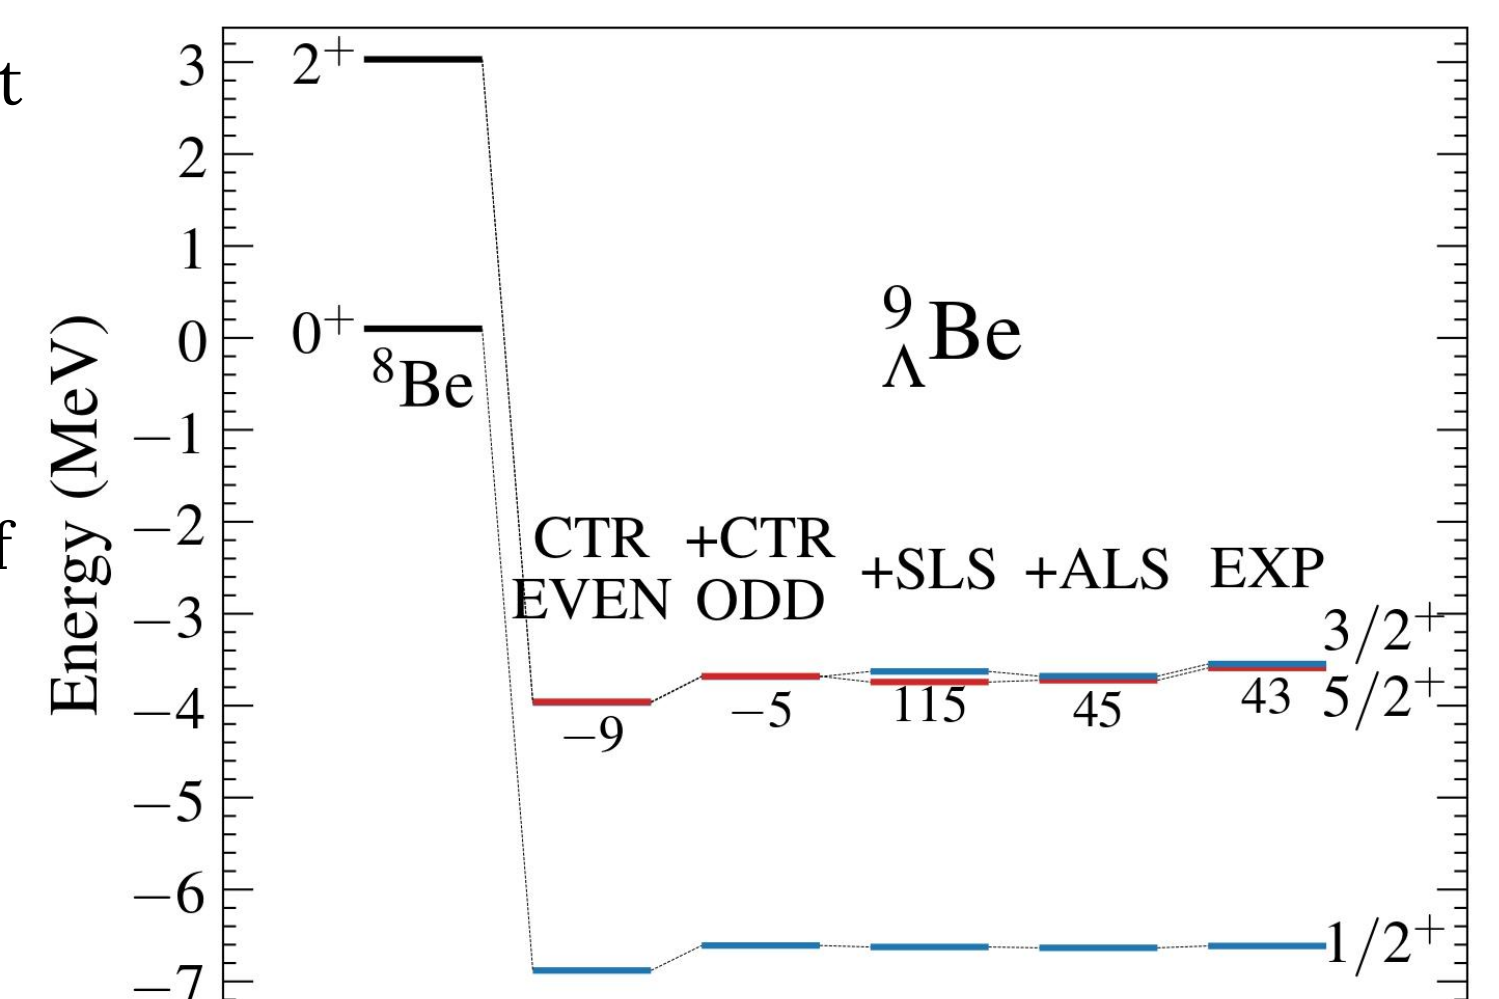 t
f
Energy (MeV)
3
2
1
0
−1
−2
−3
−4
−5
−6
−7
2⁺
0⁺
⁸Be
⁹ΛBe
CTR EVEN
+CTR ODD
+SLS
+ALS
EXP
−9
−5
115
45
43
3/2⁺
5/2⁺
1/2⁺